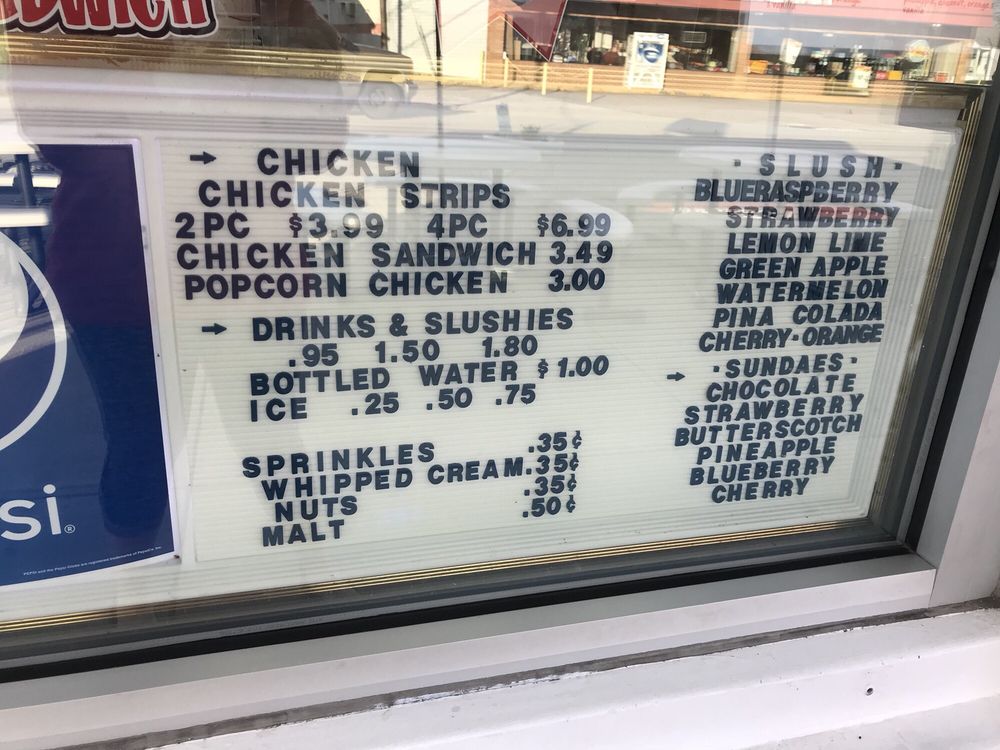 DWICH
→ CHICKEN
CHICKEN STRIPS
2PC $3.99 4PC $6.99
CHICKEN SANDWICH 3.49
POPCORN CHICKEN 3.00
→ DRINKS & SLUSHIES
.95 1.50 1.80
BOTTLED WATER $1.00
ICE .25 .50 .75
SPRINKLES .35¢
WHIPPED CREAM .35¢
NUTS .35¢
MALT .50¢
· SLUSH ·
BLUERASPBERRY
STRAWBERRY
LEMON LIME
GREEN APPLE
WATERMELON
PINA COLADA
CHERRY-ORANGE
→ ·SUNDAES·
CHOCOLATE
STRAWBERRY
BUTTERSCOTCH
PINEAPPLE
BLUEBERRY
CHERRY
si®